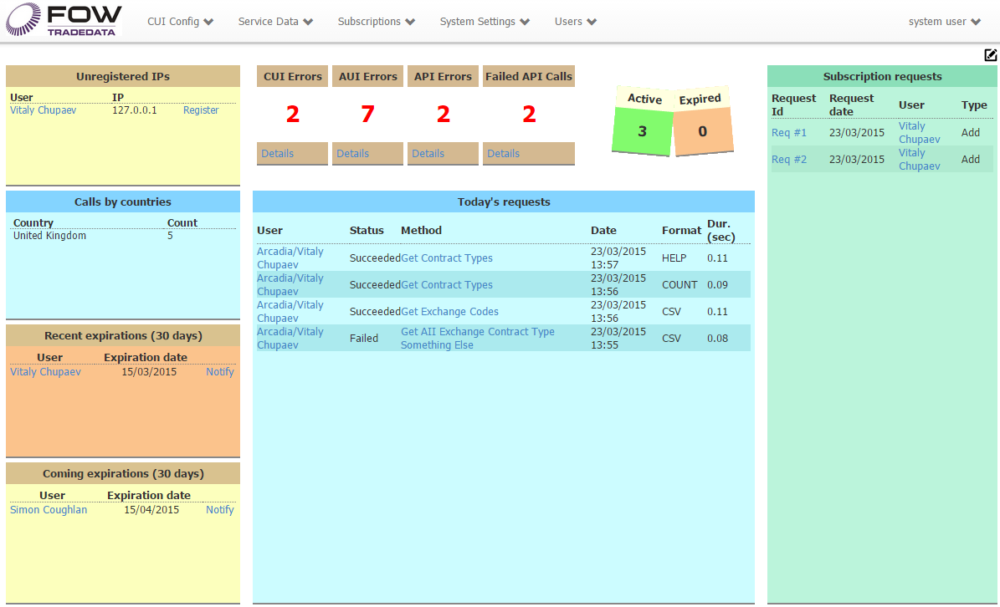 FOW
TRADEDATA
CUI Config
Service Data
Subscriptions
System Settings
Users
system user
Unregistered IPs
User IP
Vitaly Chupaev 127.0.0.1 Register
CUI Errors
2
Details
AUI Errors
7
Details
API Errors
2
Details
Failed API Calls
2
Details
Active
3
Expired
0
Subscription requests
Request Id
Request date
User
Type
Req #1 23/03/2015 Vitaly Chupaev Add
Req #2 23/03/2015 Vitaly Chupaev Add
Calls by countries
Country Count
United Kingdom 5
Recent expirations (30 days)
User Expiration date
Vitaly Chupaev 15/03/2015 Notify
Coming expirations (30 days)
User Expiration date
Simon Coughlan 15/04/2015 Notify
Today's requests
User Status Method Date Format Dur. (sec)
Arcadia/Vitaly Chupaev Succeeded Get Contract Types 23/03/2015 13:57 HELP 0.11
Arcadia/Vitaly Chupaev Succeeded Get Contract Types 23/03/2015 13:56 COUNT 0.09
Arcadia/Vitaly Chupaev Succeeded Get Exchange Codes 23/03/2015 13:56 CSV 0.11
Arcadia/Vitaly Chupaev Failed Get AII Exchange Contract Type Something Else 23/03/2015 13:55 CSV 0.08